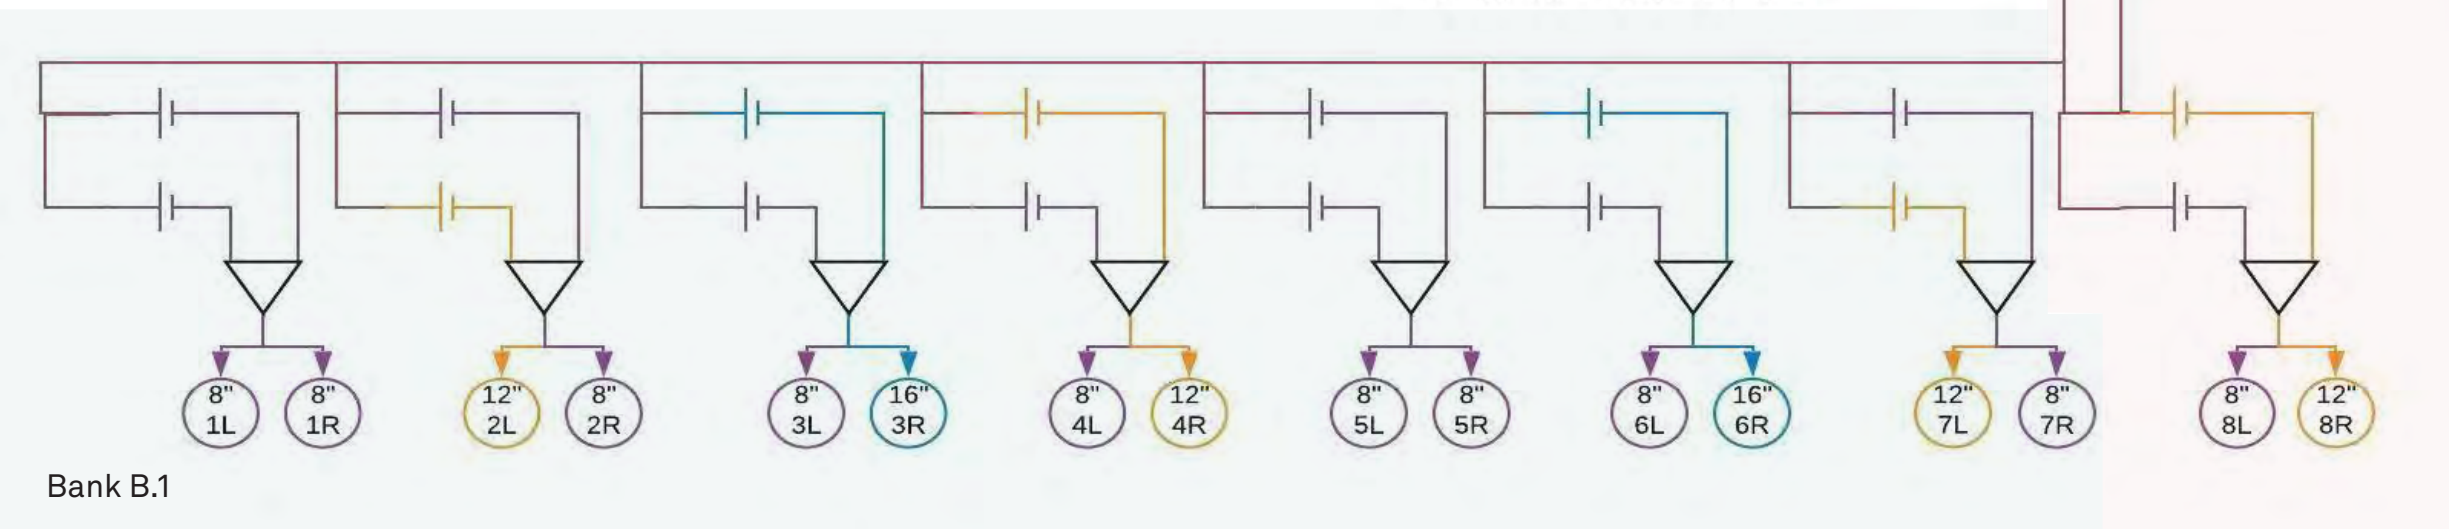 8" 8" 12" 8" 8" 16" 8" 12" 8" 8" 8" 16" 12" 8" 8" 12"
1L 1R 2L 2R 3L 3R 4L 4R 5L 5R 6L 6R 7L 7R 8L 8R
Bank B.1